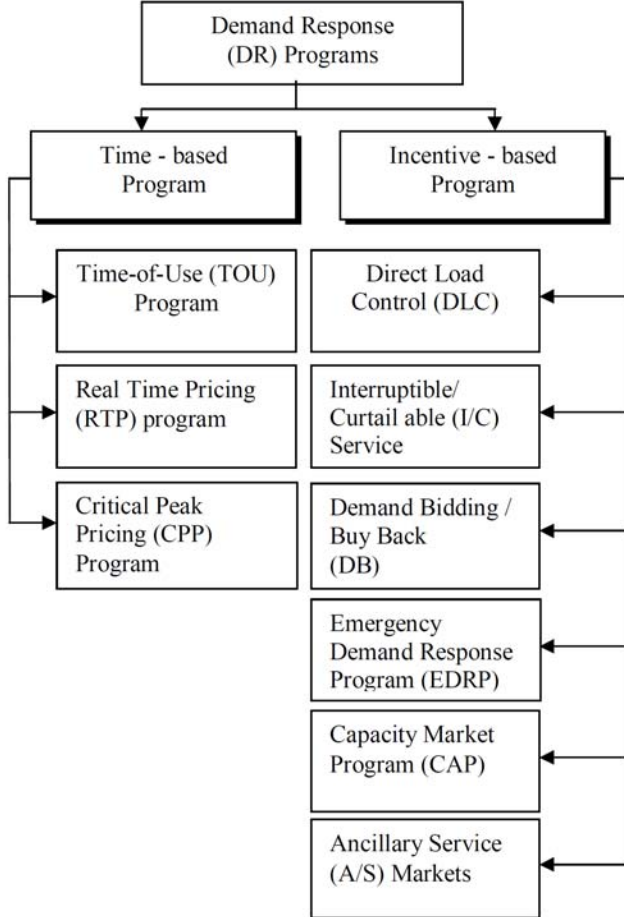 Demand Response
(DR) Programs
Time - based
Program
Incentive - based
Program
Time-of-Use (TOU)
Program
Real Time Pricing
(RTP) program
Critical Peak
Pricing (CPP)
Program
Direct Load
Control (DLC)
Interruptible/
Curtail able (I/C)
Service
Demand Bidding /
Buy Back
(DB)
Emergency
Demand Response
Program (EDRP)
Capacity Market
Program (CAP)
Ancillary Service
(A/S) Markets